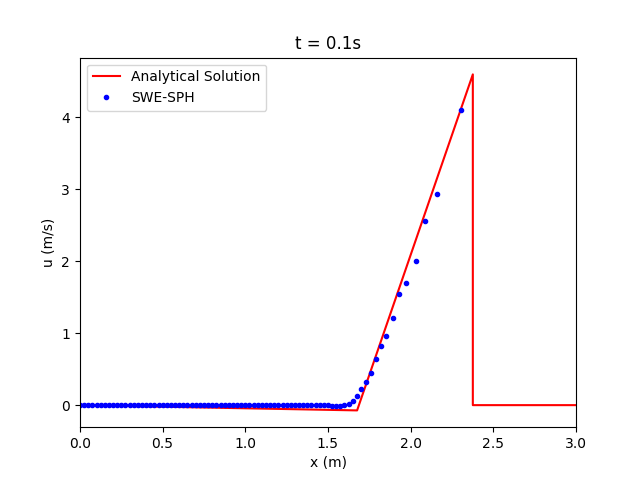 t = 0.1s
Analytical Solution
SWE-SPH
u (m/s)
4
3
2
1
0
0.0 0.5 1.0 1.5 2.0 2.5 3.0
x (m)